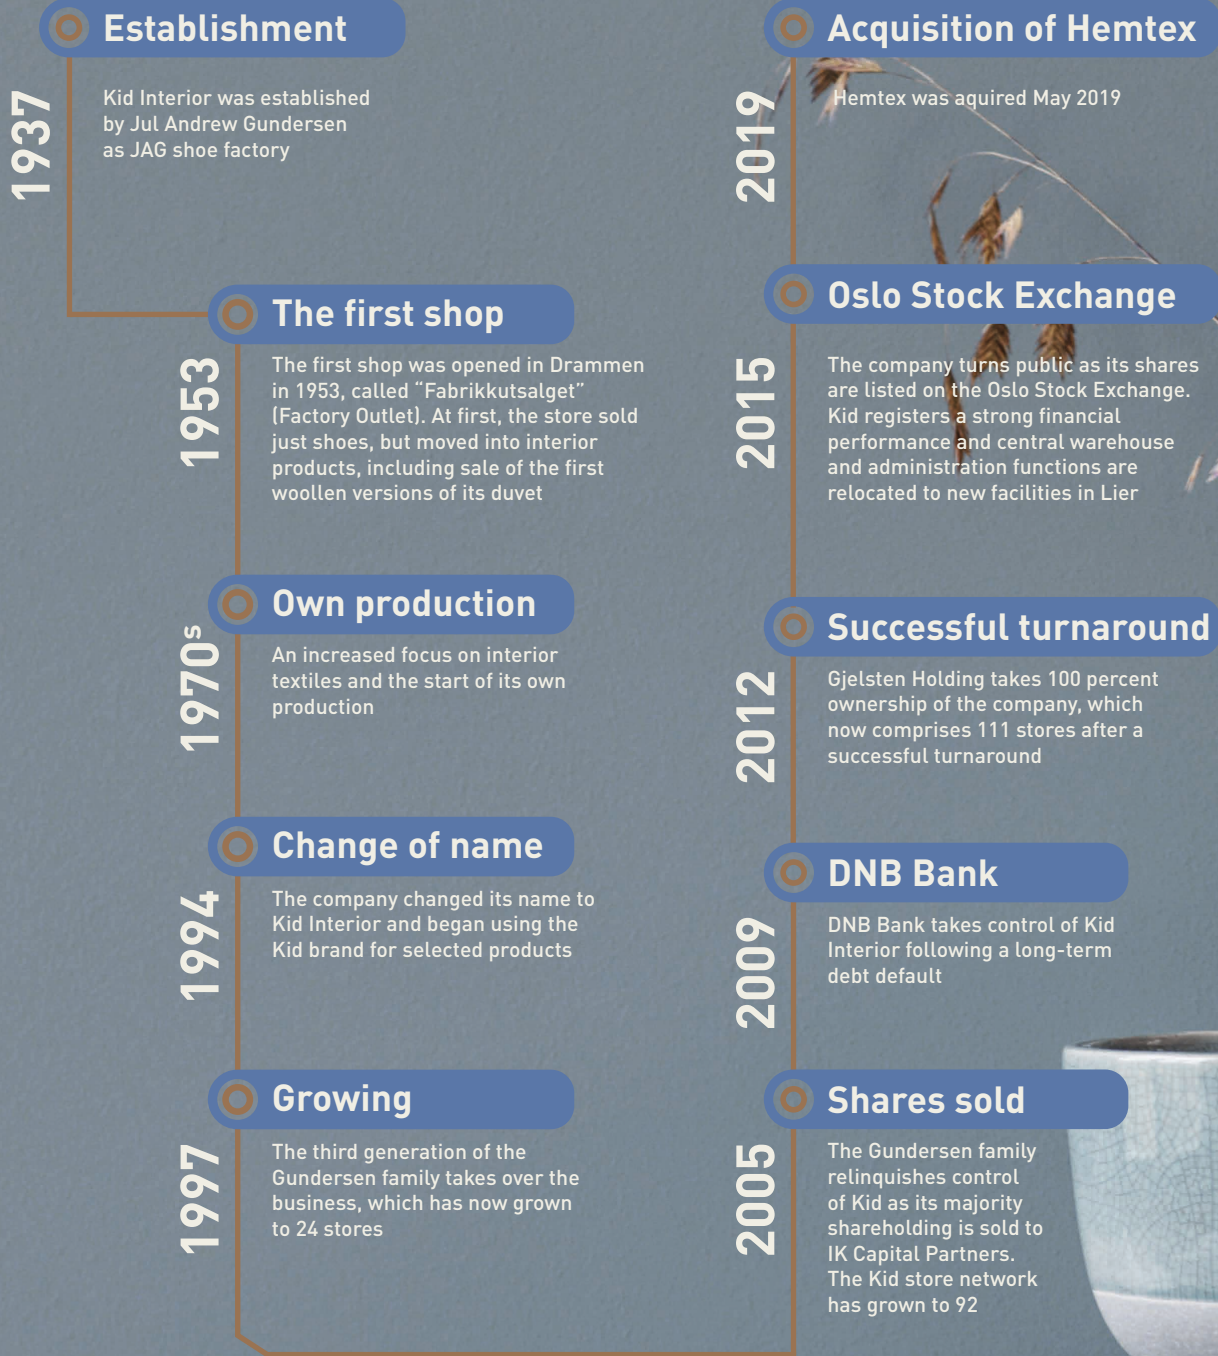 Establishment
1937
Kid Interior was established
by Jul Andrew Gundersen
as JAG shoe factory
The first shop
1953
The first shop was opened in Drammen
in 1953, called “Fabrikkutsalget”
(Factory Outlet). At first, the store sold
just shoes, but moved into interior
products, including sale of the first
woollen versions of its duvet
Own production
1970s
An increased focus on interior
textiles and the start of its own
production
Change of name
1994
The company changed its name to
Kid Interior and began using the
Kid brand for selected products
Growing
1997
The third generation of the
Gundersen family takes over the
business, which has now grown
to 24 stores
Acquisition of Hemtex
2019
Hemtex was aquired May 2019
Oslo Stock Exchange
2015
The company turns public as its shares
are listed on the Oslo Stock Exchange.
Kid registers a strong financial
performance and central warehouse
and administration functions are
relocated to new facilities in Lier
Successful turnaround
2012
Gjelsten Holding takes 100 percent
ownership of the company, which
now comprises 111 stores after a
successful turnaround
DNB Bank
2009
DNB Bank takes control of Kid
Interior following a long-term
debt default
Shares sold
2005
The Gundersen family
relinquishes control
of Kid as its majority
shareholding is sold to
IK Capital Partners.
The Kid store network
has grown to 92